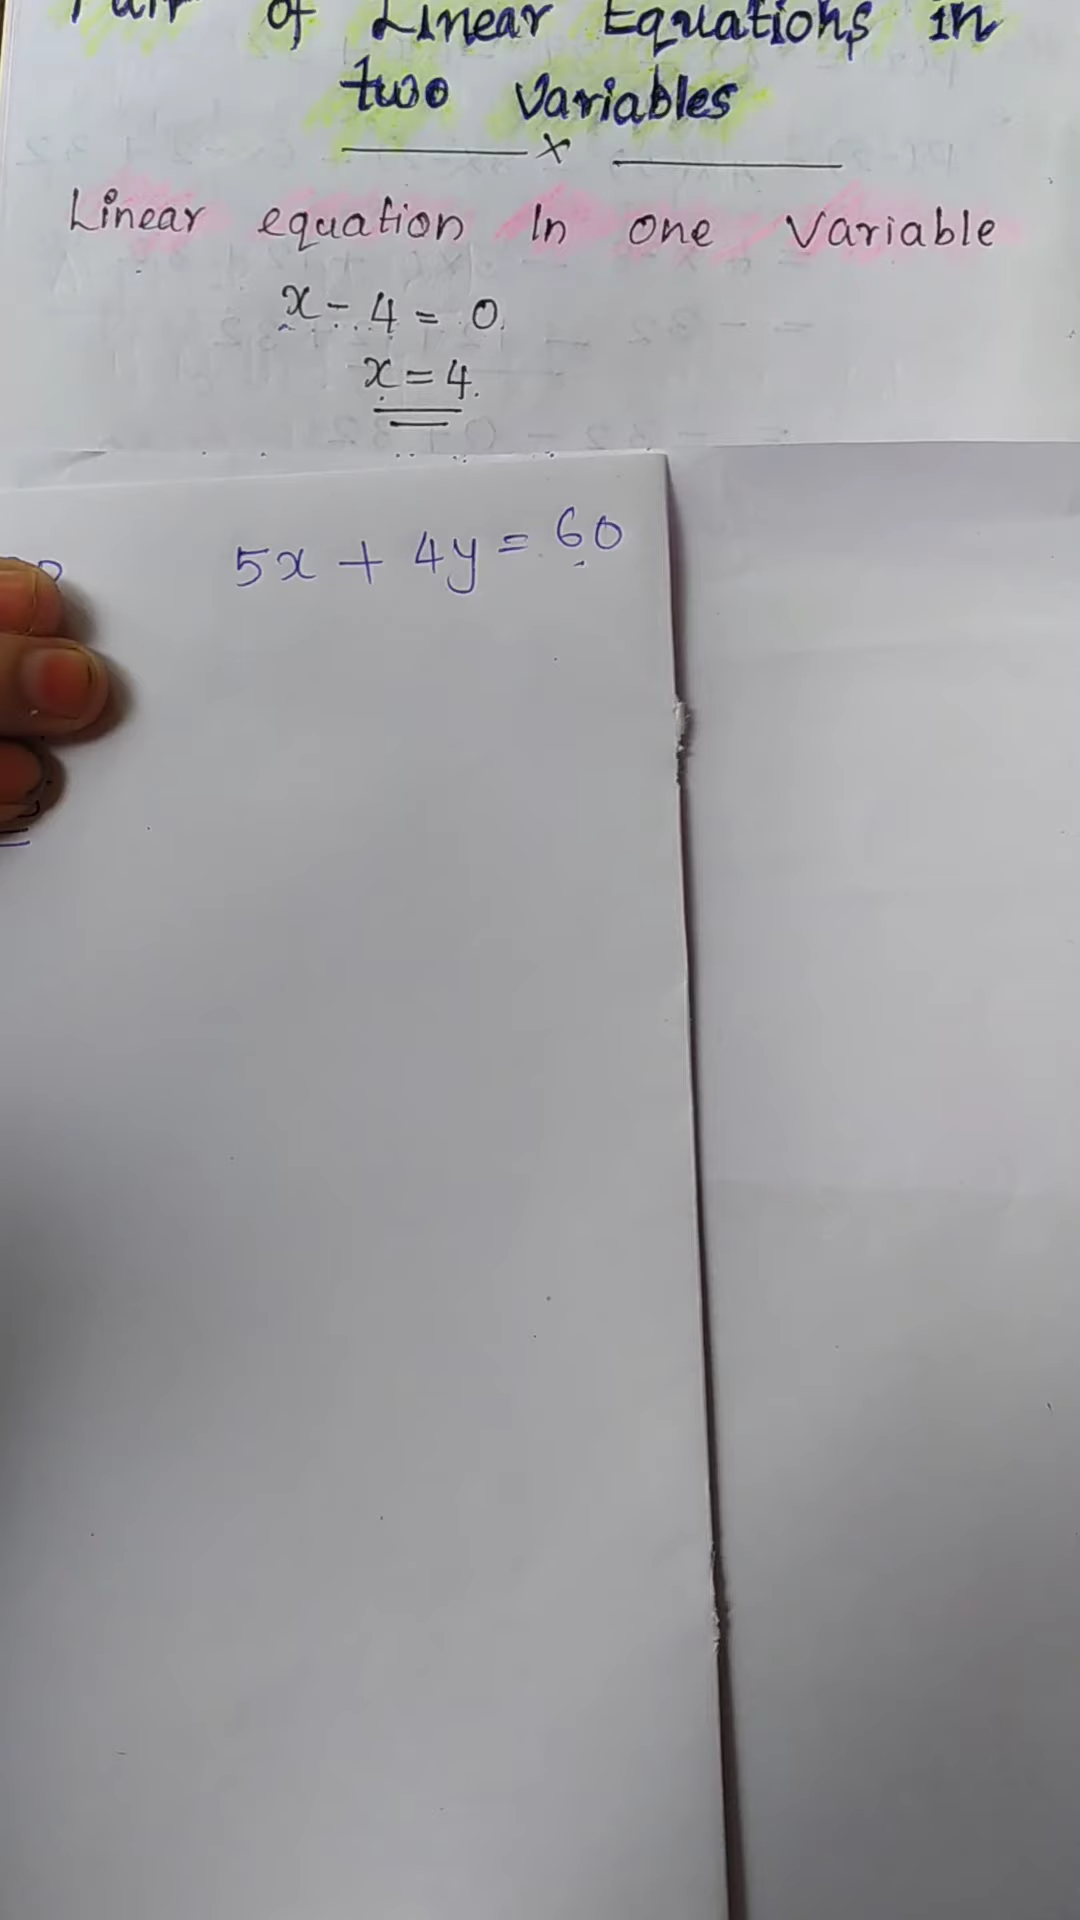 of Linear Equations in
two Variables
x
Linear equation In one Variable
x - 4 = 0.
x = 4.
5x + 4y = 60